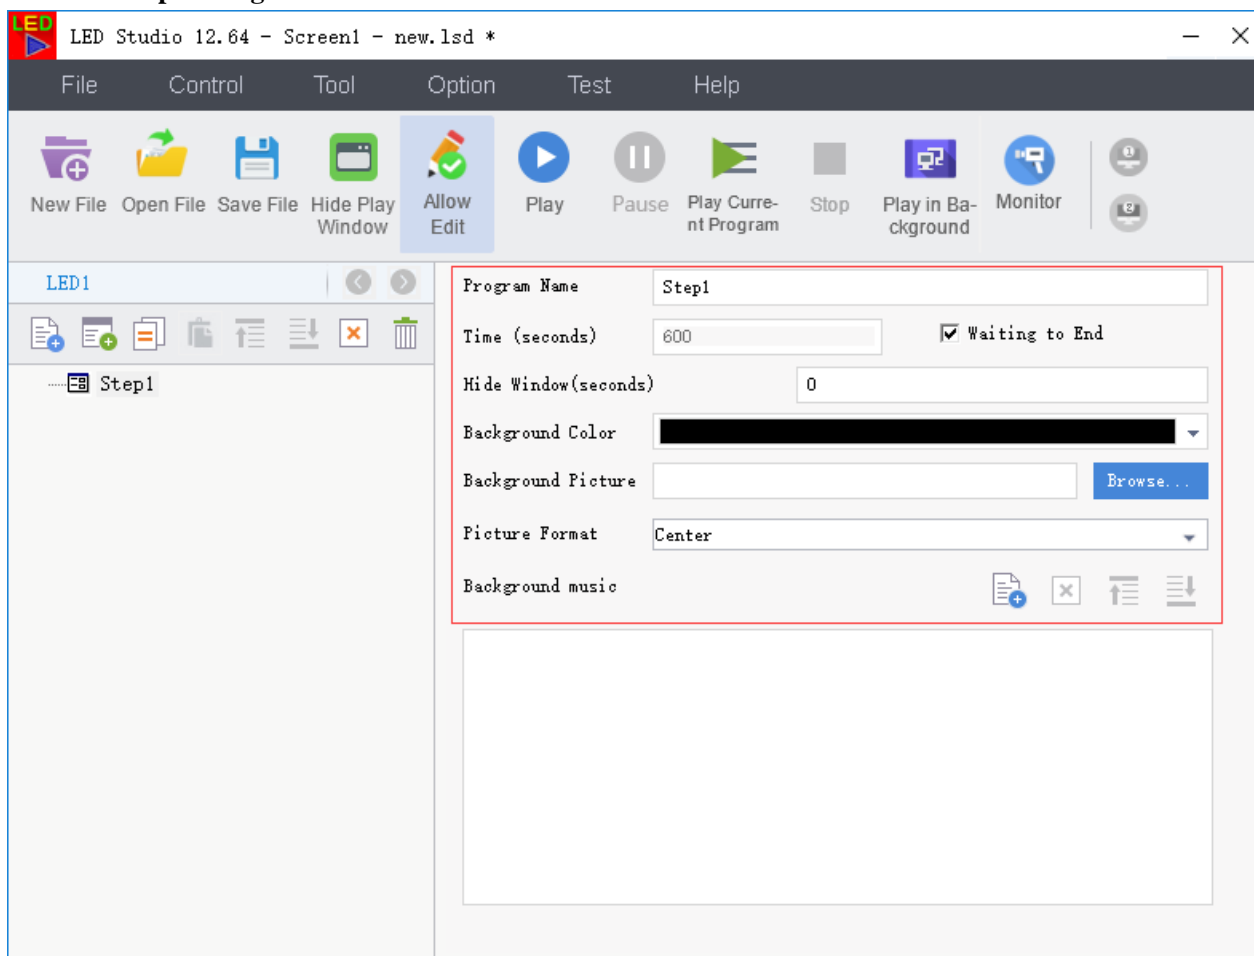 LED
LED Studio 12.64 - Screen1 - new.lsd *
File Control Tool Option Test Help
New File Open File Save File Hide Play Window Allow Edit Play Pause Play Curre-nt Program Stop Play in Ba-ckground Monitor
1
2
LED1
Step1
Program Name Step1
Time (seconds) 600 Waiting to End
Hide Window(seconds) 0
Background Color
Background Picture Browse...
Picture Format Center
Background music